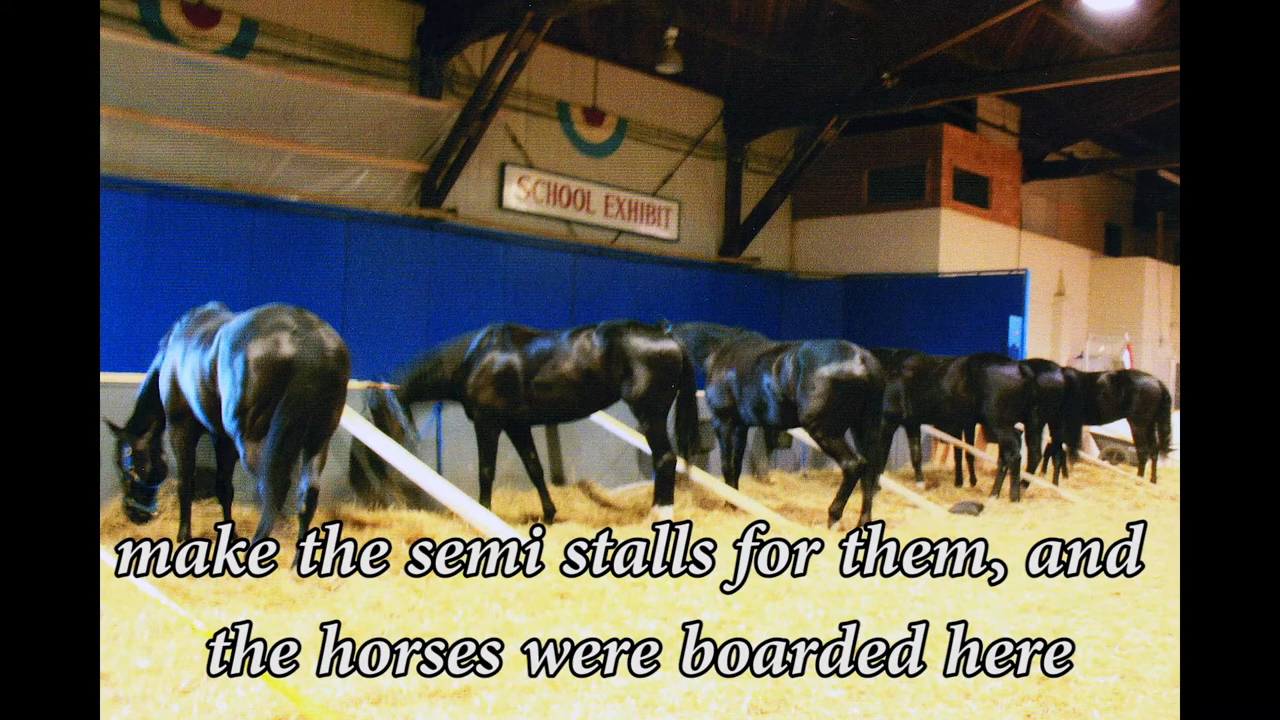 SCHOOL EXHIBIT
make the semi stalls for them, and
the horses were boarded here